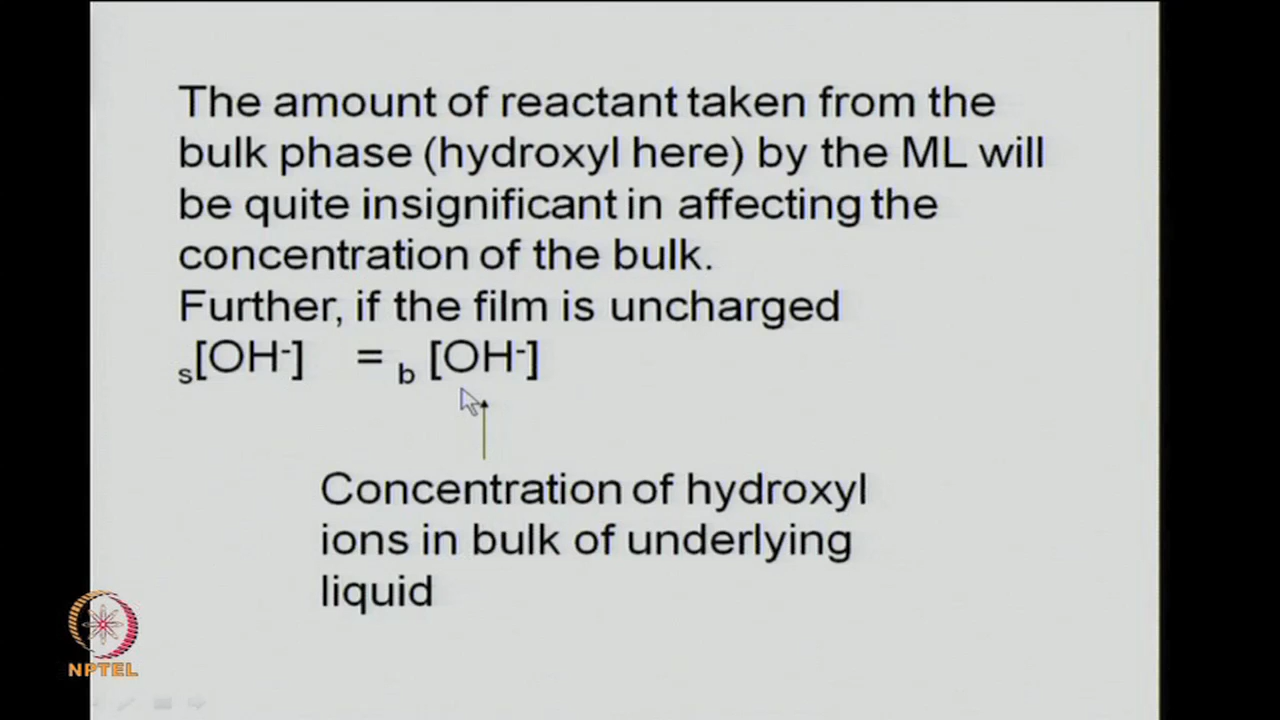 The amount of reactant taken from the
bulk phase (hydroxyl here) by the ML will
be quite insignificant in affecting the
concentration of the bulk.
Further, if the film is uncharged
s[OH-] = b [OH-]
Concentration of hydroxyl
ions in bulk of underlying
liquid
NPTEL